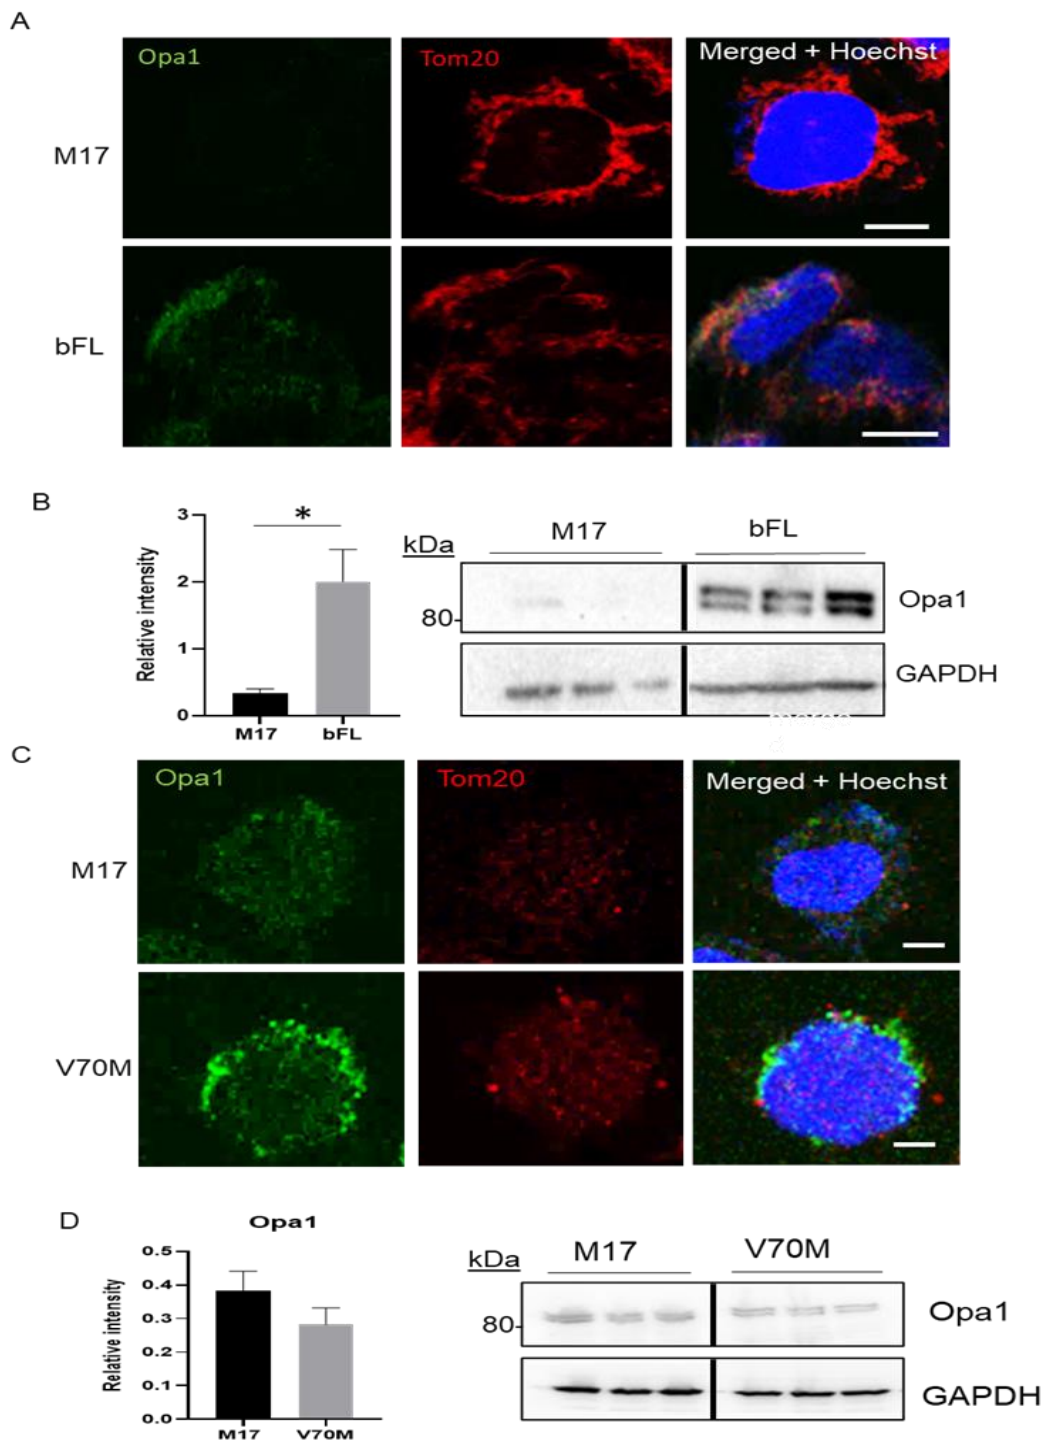 A
Opa1
Tom20
Merged + Hoechst
M17
bFL
B
3
2
1
0
Relative intensity
*
M17
bFL
kDa
M17
bFL
80
Opa1
GAPDH
C
Opa1
Tom20
Merged + Hoechst
M17
V70M
D
Opa1
0.5
0.4
0.3
0.2
0.1
0.0
Relative intensity
M17
V70M
kDa
M17
V70M
80
Opa1
GAPDH